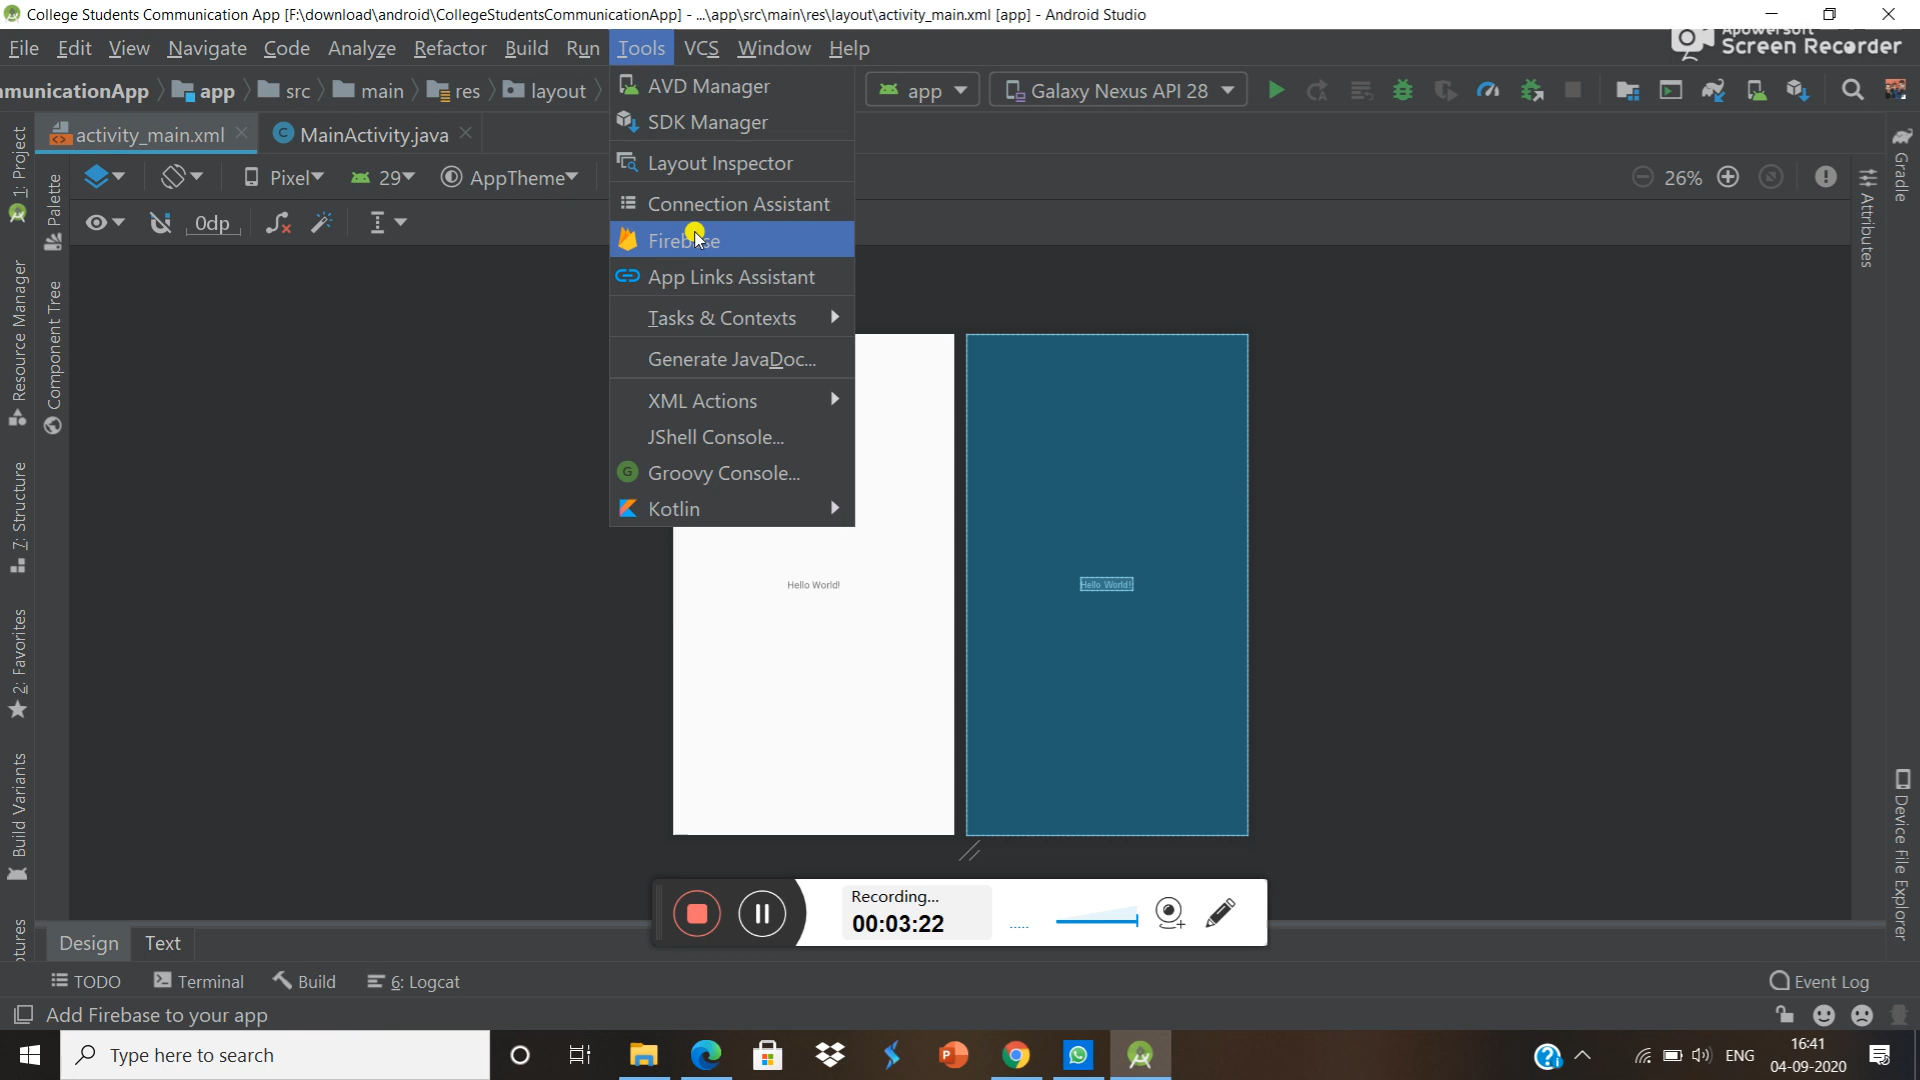 College Students Communication App [F:\download\android\CollegeStudentsCommunicationApp] - ...\app\src\main\res\layout\activity_main.xml [app] - Android Studio
File Edit View Navigate Code Analyze Refactor Build Run Tools VCS Window Help
Apowersoft
Screen Recorder
mmunicationApp app src main res layout
app Galaxy Nexus API 28
activity_main.xml MainActivity.java
Pixel 29 AppTheme
26%
0dp
AVD Manager
SDK Manager
Layout Inspector
Connection Assistant
Firebase
App Links Assistant
Tasks & Contexts
Generate JavaDoc...
XML Actions
JShell Console...
Groovy Console...
Kotlin
1: Project
Resource Manager
7: Structure
2: Favorites
Build Variants
Palette
Component Tree
Gradle
Attributes
Device File Explorer
Hello World!
Hello World!
Recording...
00:03:22
Design Text
TODO Terminal Build 6: Logcat
Event Log
Add Firebase to your app
Type here to search
ENG
16:41
04-09-2020